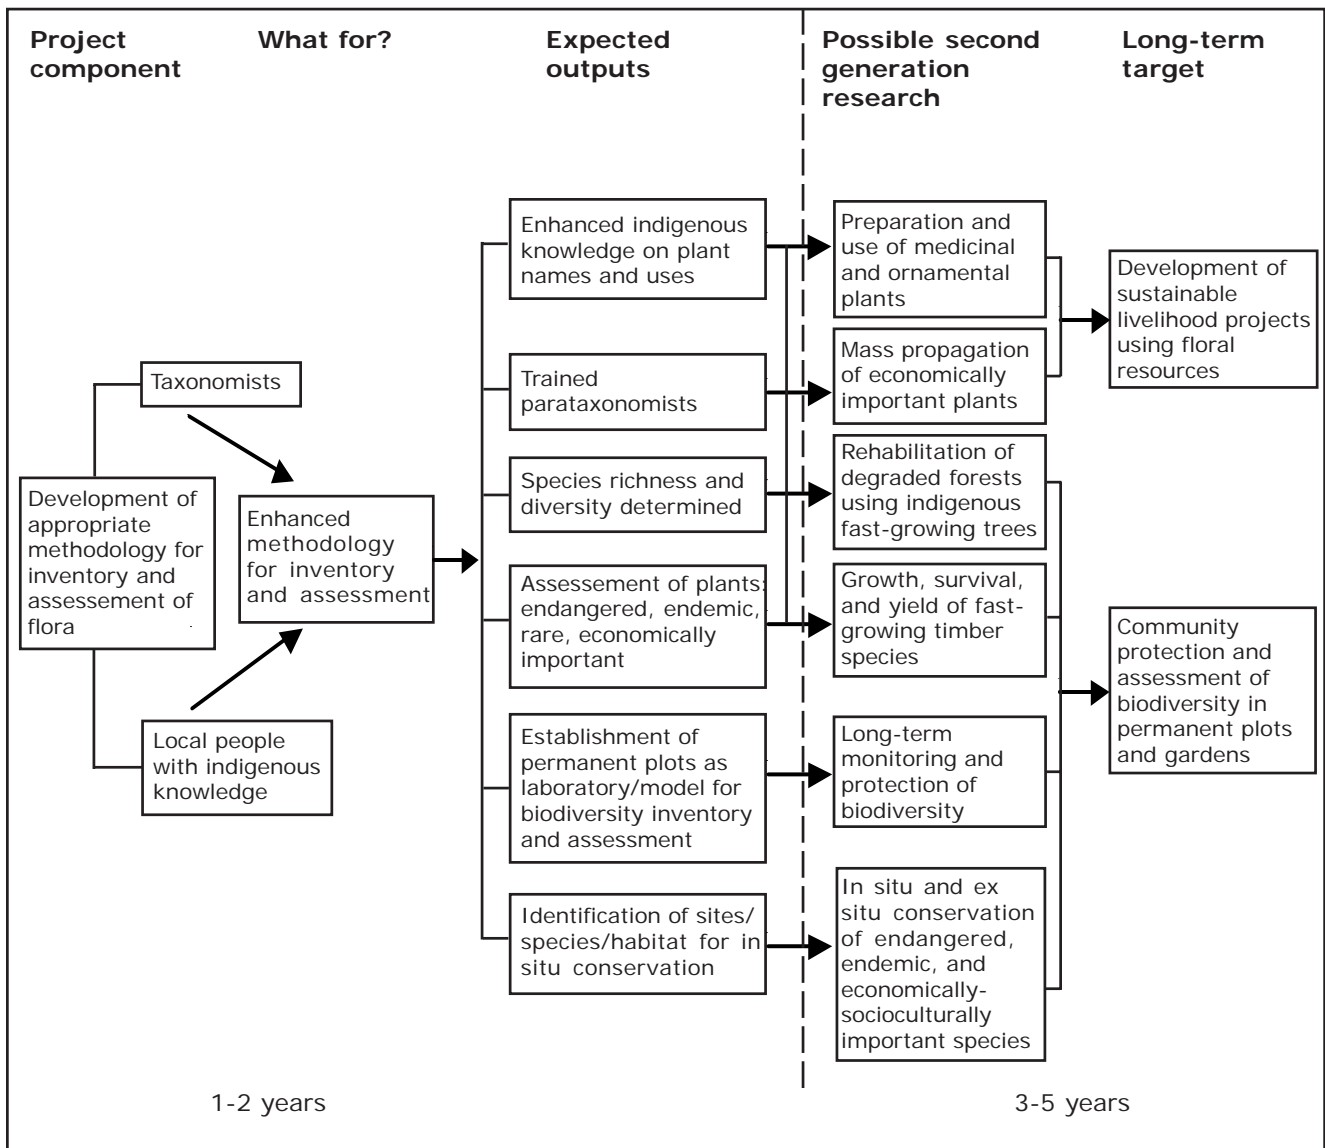 Project
component
What for?
Expected
outputs
Possible second
generation
research
Long-term
target
Taxonomists
Development of
appropriate
methodology for
inventory and
assessement of
flora
Local people
with indigenous
knowledge
Enhanced
methodology
for inventory
and assessment
Enhanced indigenous
knowledge on plant
names and uses
Trained
parataxonomists
Species richness and
diversity determined
Assessement of plants:
endangered, endemic,
rare, economically
important
Establishment of
permanent plots as
laboratory/model for
biodiversity inventory
and assessment
Identification of sites/
species/habitat for in
situ conservation
Preparation and
use of medicinal
and ornamental
plants
Mass propagation
of economically
important plants
Rehabilitation of
degraded forests
using indigenous
fast-growing trees
Growth, survival,
and yield of fast-
growing timber
species
Long-term
monitoring and
protection of
biodiversity
In situ and ex
situ conservation
of endangered,
endemic, and
economically-
socioculturally
important species
Development of
sustainable
livelihood projects
using floral
resources
Community
protection and
assessment of
biodiversity in
permanent plots
and gardens
1-2 years
3-5 years